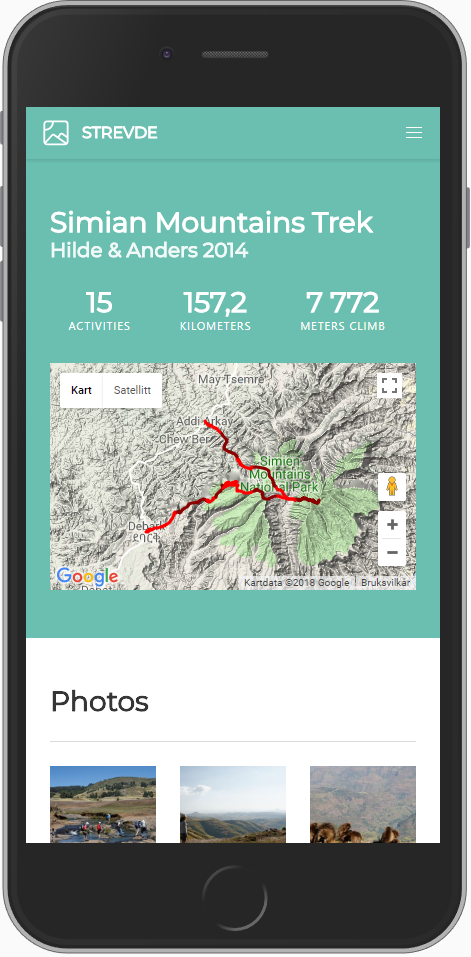 STREVDE
Simian Mountains Trek
Hilde & Anders 2014
15 157,2 7 772
ACTIVITIES KILOMETERS METERS CLIMB
Kart Satellitt
May Tsemre
Addi Arkay
Chew Ber
Simien
Mountains
National Park
Debark
ደባርቅ
Google
Kartdata ©2018 Google Bruksvilkår
Photos